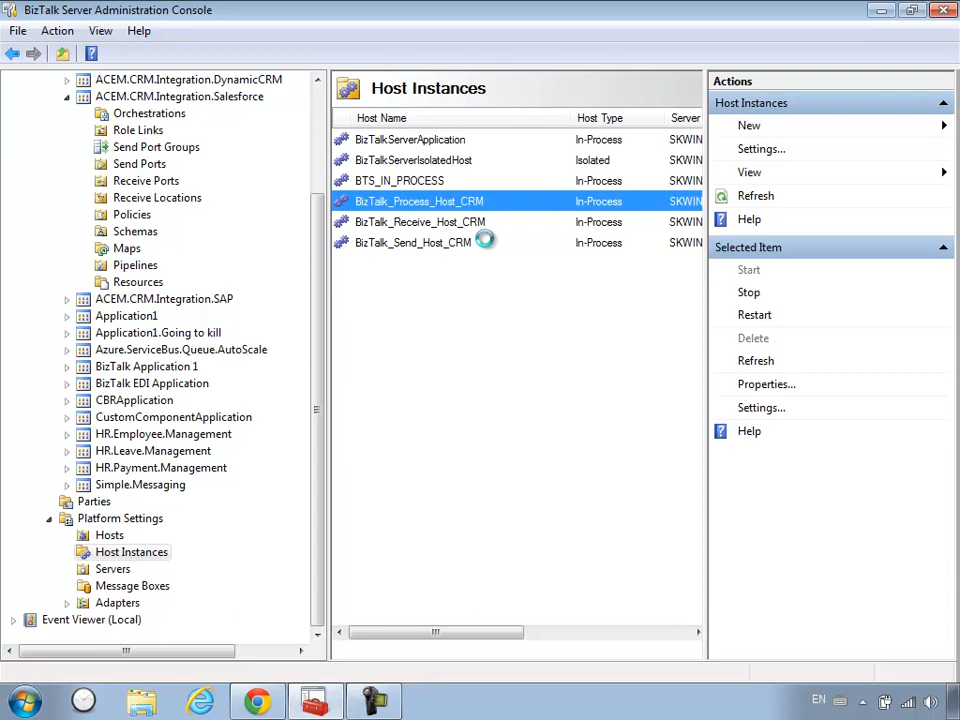 BizTalk Server Administration Console
File Action View Help
ACEM.CRM.Integration.DynamicCRM
ACEM.CRM.Integration.Salesforce
Orchestrations
Role Links
Send Port Groups
Send Ports
Receive Ports
Receive Locations
Policies
Schemas
Maps
Pipelines
Resources
ACEM.CRM.Integration.SAP
Application1
Application1.Going to kill
Azure.ServiceBus.Queue.AutoScale
BizTalk Application 1
BizTalk EDI Application
CBRApplication
CustomComponentApplication
HR.Employee.Management
HR.Leave.Management
HR.Payment.Management
Simple.Messaging
Parties
Platform Settings
Hosts
Host Instances
Servers
Message Boxes
Adapters
Event Viewer (Local)
Host Instances
Host Name Host Type Server
BizTalkServerApplication In-Process SKWIN
BizTalkServerIsolatedHost Isolated SKWIN
BTS_IN_PROCESS In-Process SKWIN
BizTalk_Process_Host_CRM In-Process SKWIN
BizTalk_Receive_Host_CRM In-Process SKWIN
BizTalk_Send_Host_CRM In-Process SKWIN
Actions
Host Instances
New
Settings...
View
Refresh
Help
Selected Item
Start
Stop
Restart
Delete
Refresh
Properties...
Settings...
Help
EN